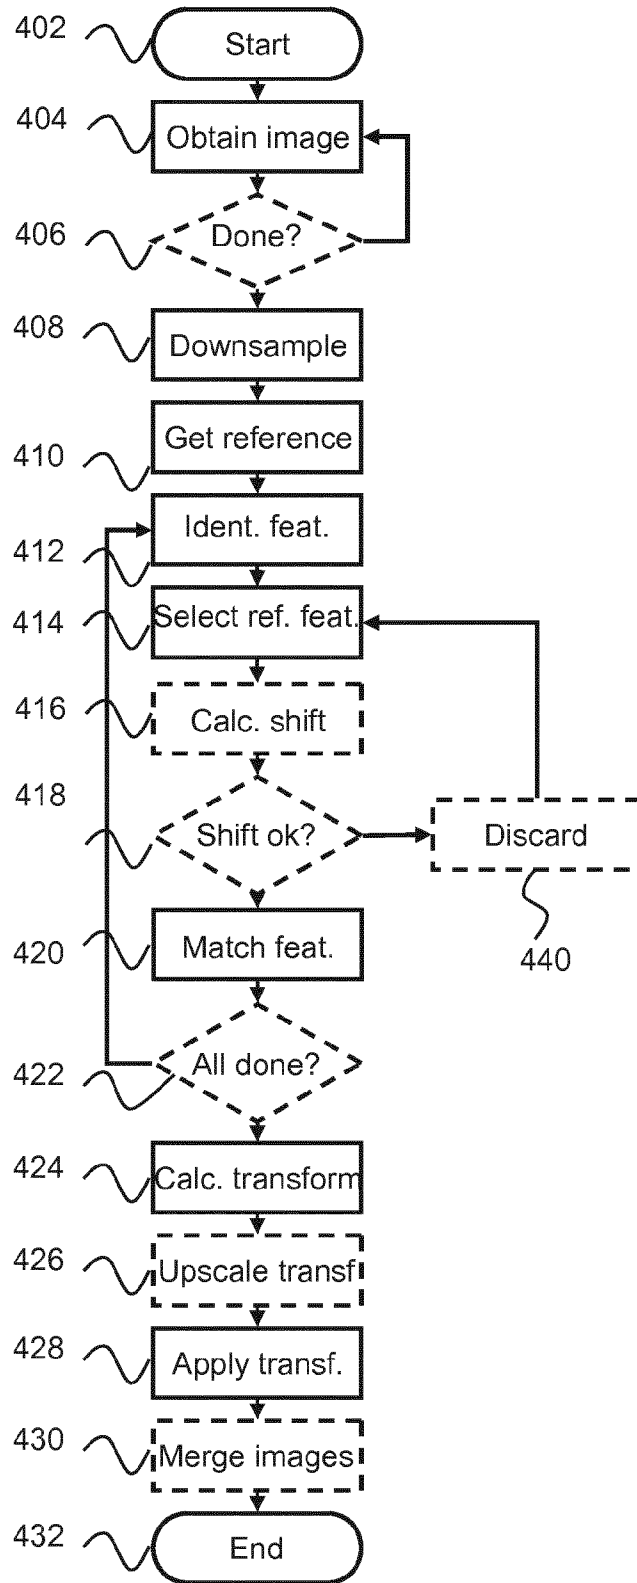 402
Start
404
Obtain image
406
Done?
408
Downsample
410
Get reference
412
Ident. feat.
414
Select ref. feat.
416
Calc. shift
418
Shift ok?
Discard
440
420
Match feat.
422
All done?
424
Calc. transform
426
Upscale transf
428
Apply transf.
430
Merge images
432
End